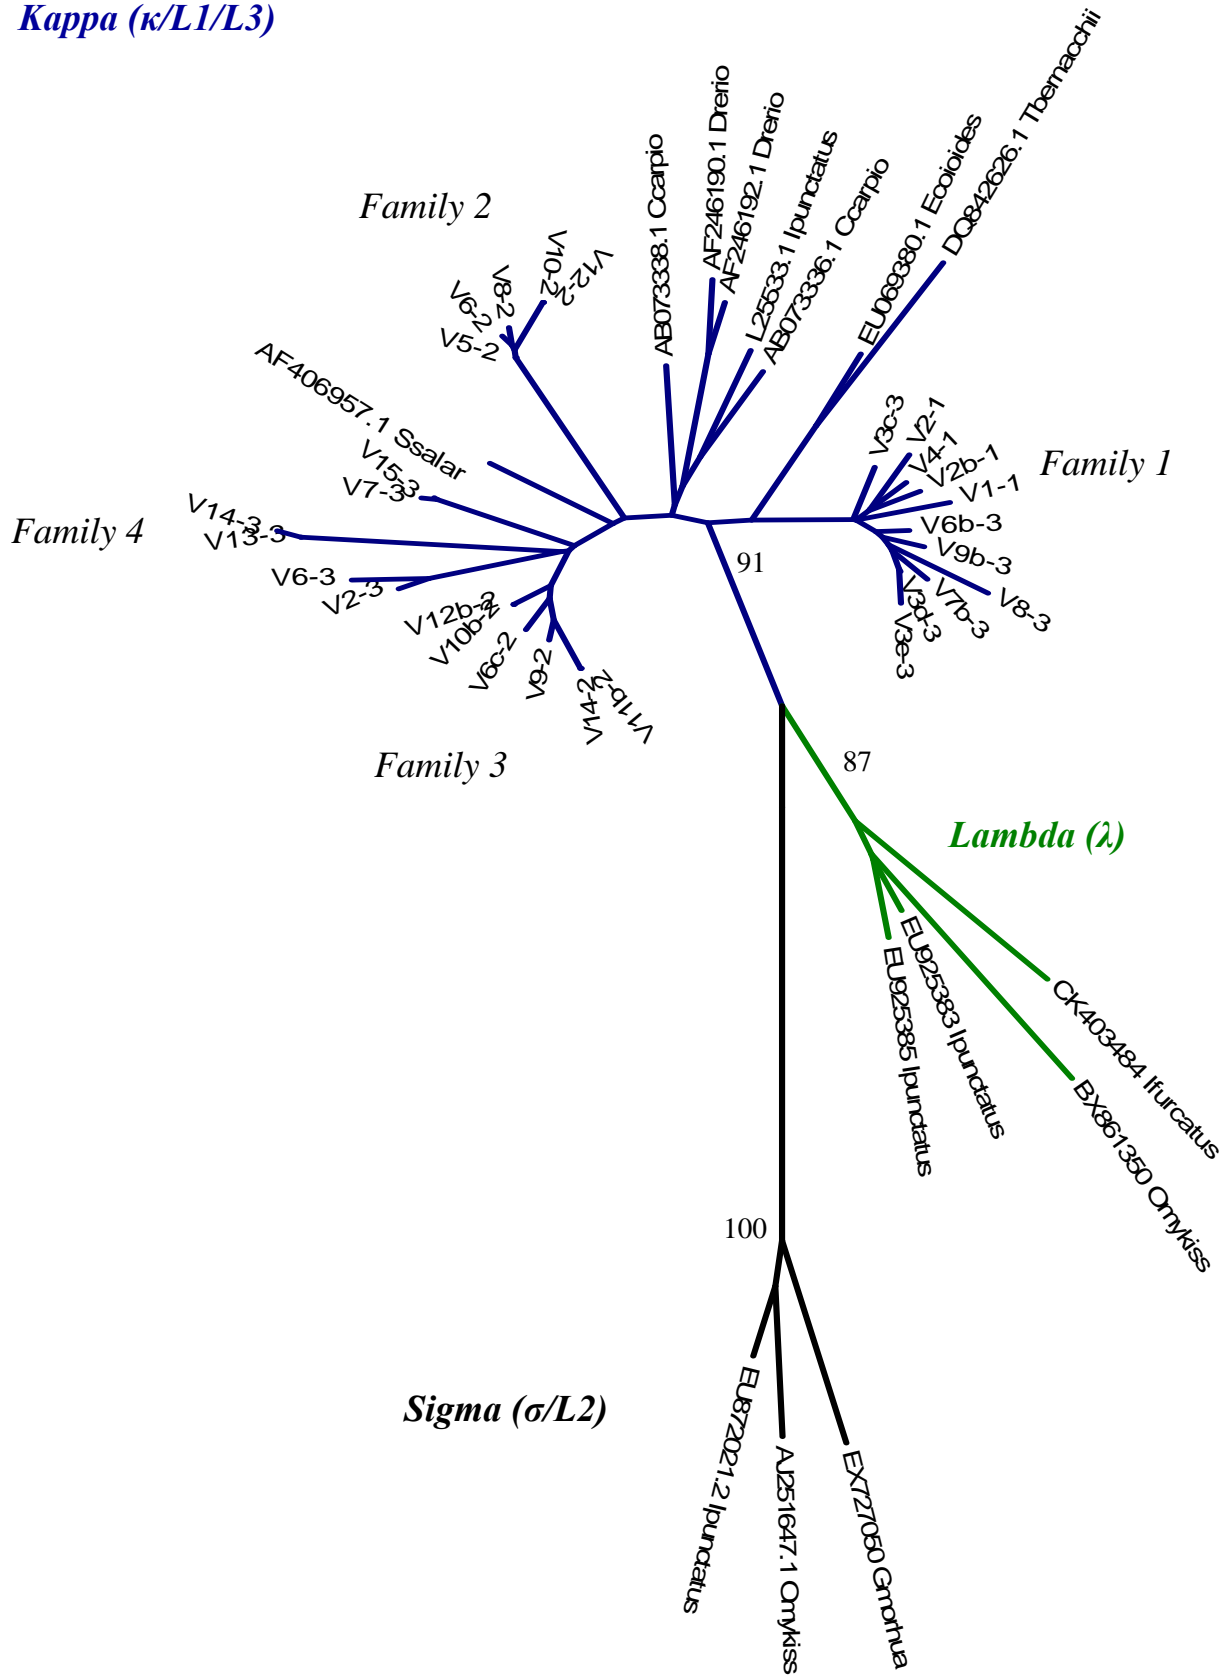 Kappa (κ/L1/L3)
Family 2
V10-2
V12-2
V8-2
V6-2
V5-2
AB073338.1 Ccarpio
AF246190.1 Drerio
AF246192.1 Drerio
L25533.1 Ipunctatus
AB073336.1 Ccarpio
EU069380.1 Ecoioides
DQ842626.1 Tbernacchii
AF406957.1 Ssalar
V15-3
V7-3
Family 4
V14-3
V13-3
V6-3
V2-3
V12b-2
V10b-2
V6c-2
V9-2
V14-2
V11b-2
Family 3
V3c-3
V2-1
V4-1
V2b-1
V1-1
Family 1
V6b-3
V9b-3
V8-3
V7b-3
V3d-3
V3e-3
91
87
Lambda (λ)
EU925383 Ipunctatus
EU925385 Ipunctatus
CK403484 Ifurcatus
BX861350 Omykiss
100
Sigma (σ/L2)
EU872021.2 Ipunctatus
AJ251647.1 Omykiss
EX727050 Gmorhua